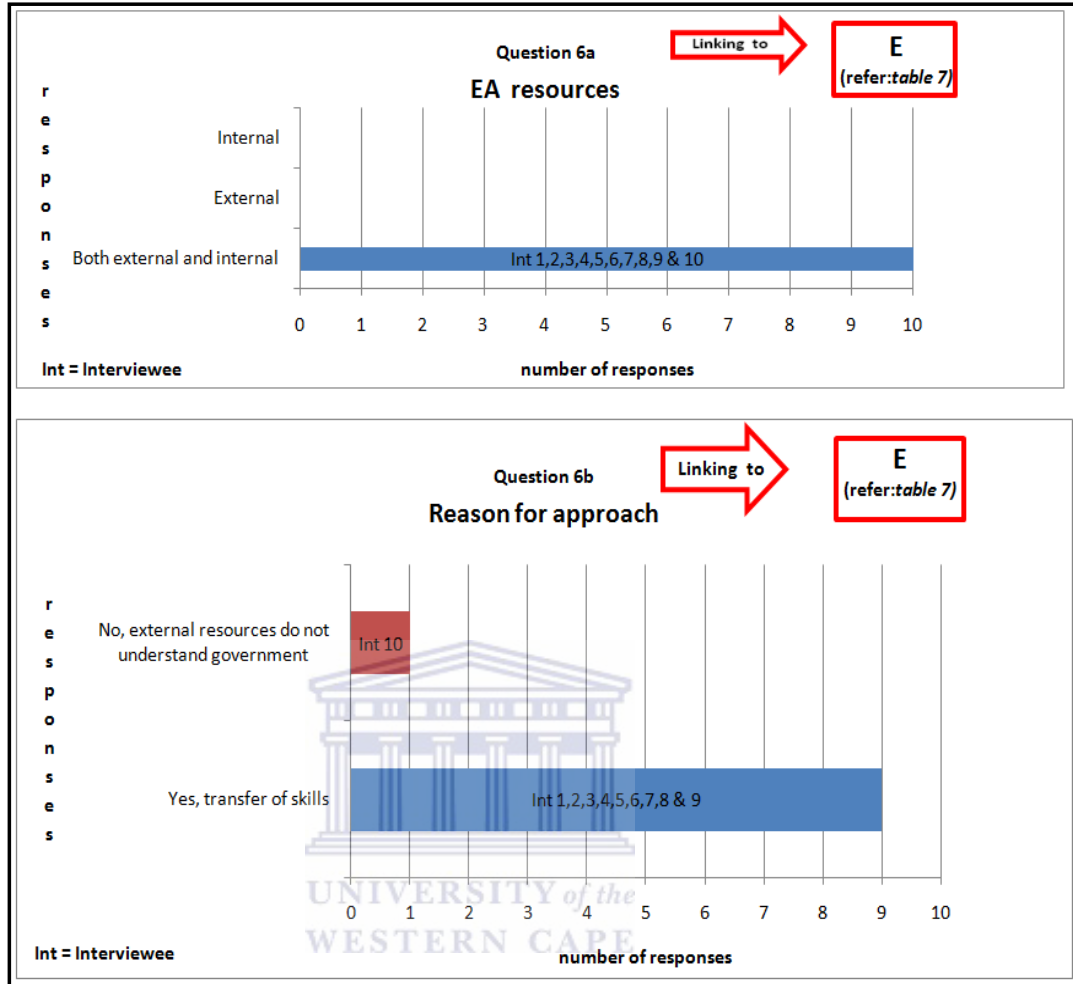 Question 6a
Linking to
E
(refer:table 7)
EA resources
responses
Internal
External
Both external and internal
Int 1,2,3,4,5,6,7,8,9 & 10
0 1 2 3 4 5 6 7 8 9 10
Int = Interviewee
number of responses
Question 6b
Linking to
E
(refer:table 7)
Reason for approach
responses
No, external resources do not
understand government
Int 10
Yes, transfer of skills
Int 1,2,3,4,5,6,7,8 & 9
UNIVERSITY of the
0 1 2 3 4 5 6 7 8 9 10
WESTERN CAPE
Int = Interviewee
number of responses